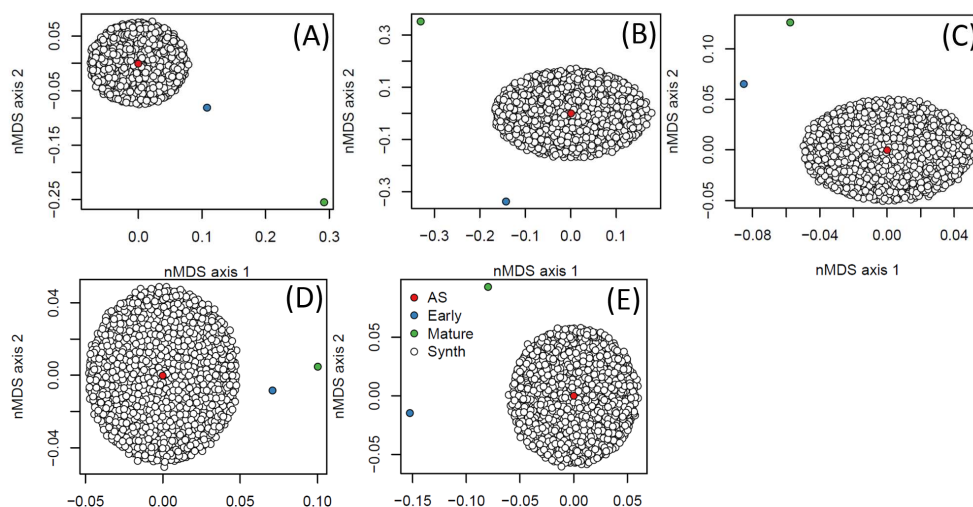 (A)
nMDS axis 2
0.05
−0.05
−0.15
−0.25
0.0
0.1
0.2
0.3
nMDS axis 1
(B)
nMDS axis 2
0.3
0.1
−0.1
−0.3
−0.3
−0.1
0.0
0.1
nMDS axis 1
(C)
nMDS axis 2
0.10
0.05
0.00
−0.05
−0.08
−0.04
0.00
0.04
nMDS axis 1
(D)
nMDS axis 2
0.04
0.00
−0.04
−0.05
0.00
0.05
0.10
(E)
AS
Early
Mature
Synth
nMDS axis 2
0.05
0.00
−0.05
−0.15
−0.10
−0.05
0.00
0.05